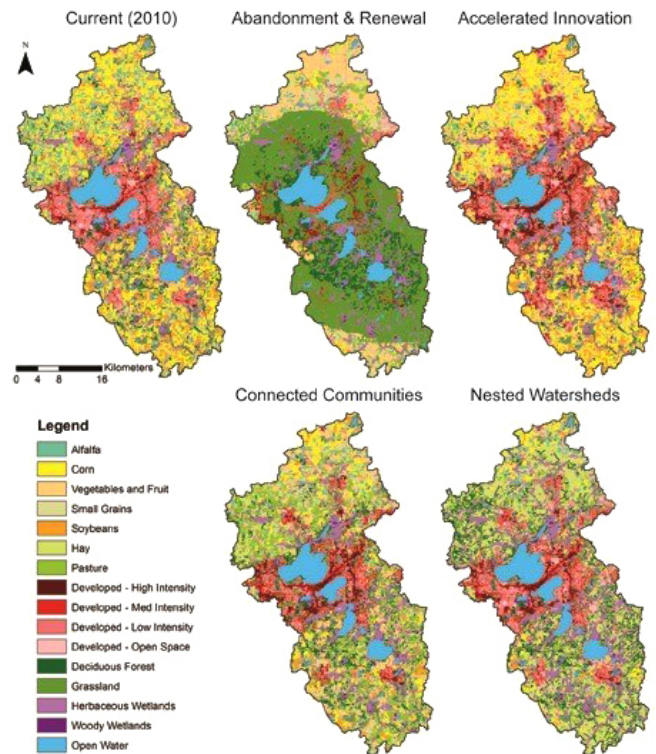 Current (2010)
Abandonment & Renewal
Accelerated Innovation
N
Kilometers
0 4 8 16
Connected Communities
Nested Watersheds
Legend
Alfalfa
Corn
Vegetables and Fruit
Small Grains
Soybeans
Hay
Pasture
Developed - High Intensity
Developed - Med Intensity
Developed - Low Intensity
Developed - Open Space
Deciduous Forest
Grassland
Herbaceous Wetlands
Woody Wetlands
Open Water